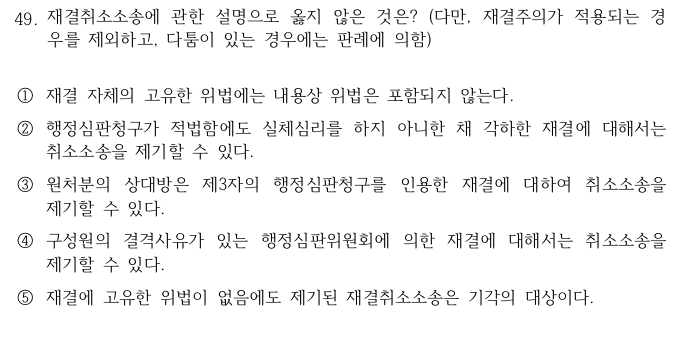 49. 재결취소소송에 관한 설명으로 옳지 않은 것은? (다만, 재결주의가 적용되는 경
우를 제외하고, 다툼이 있는 경우에는 판례에 의함)
① 재결 자체의 고유한 위법에는 내용상 위법은 포함되지 않는다.
② 행정심판청구가 적법함에도 실체심리를 하지 아니한 채 각하한 재결에 대해서는
취소소송을 제기할 수 있다.
③ 원처분의 상대방은 제3자의 행정심판청구를 인용한 재결에 대하여 취소소송을
제기할 수 있다.
④ 구성원의 결격사유가 있는 행정심판위원회에 의한 재결에 대해서는 취소소송을
제기할 수 있다.
⑤ 재결에 고유한 위법이 없음에도 제기된 재결취소소송은 기각의 대상이다.